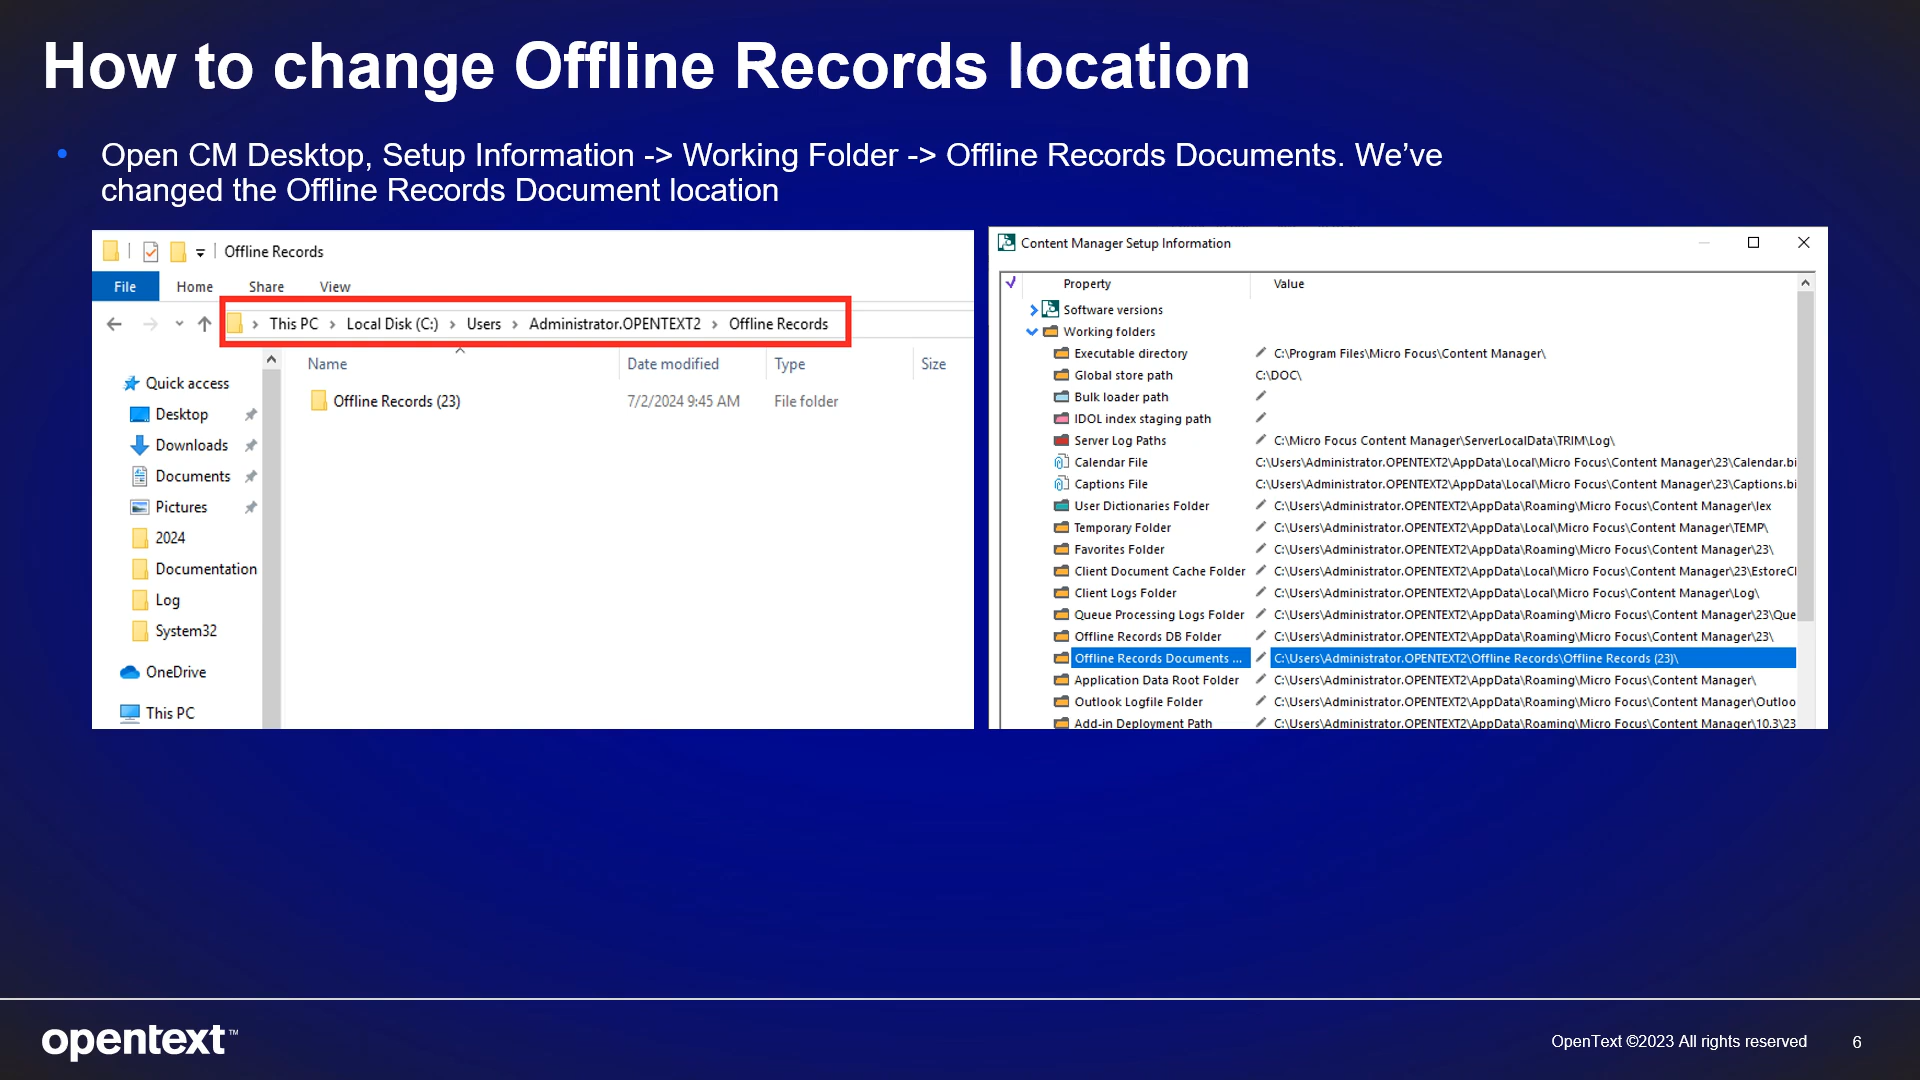 How to change Offline Records location
• Open CM Desktop, Setup Information -> Working Folder -> Offline Records Documents. We’ve
changed the Offline Records Document location
Offline Records
File Home Share View
This PC > Local Disk (C:) > Users > Administrator.OPENTEXT2 > Offline Records
Name Date modified Type Size
Offline Records (23) 7/2/2024 9:45 AM File folder
Quick access
Desktop
Downloads
Documents
Pictures
2024
Documentation
Log
System32
OneDrive
This PC
Content Manager Setup Information
Property Value
Software versions
Working folders
Executable directory C:\Program Files\Micro Focus\Content Manager\
Global store path C:\DOC\
Bulk loader path
IDOL index staging path
Server Log Paths C:\Micro Focus Content Manager\ServerLocalData\TRIM\Log\
Calendar File C:\Users\Administrator.OPENTEXT2\AppData\Local\Micro Focus\Content Manager\23\Calendar.bi
Captions File C:\Users\Administrator.OPENTEXT2\AppData\Local\Micro Focus\Content Manager\23\Captions.bi
User Dictionaries Folder C:\Users\Administrator.OPENTEXT2\AppData\Roaming\Micro Focus\Content Manager\lex
Temporary Folder C:\Users\Administrator.OPENTEXT2\AppData\Local\Micro Focus\Content Manager\TEMP\
Favorites Folder C:\Users\Administrator.OPENTEXT2\AppData\Roaming\Micro Focus\Content Manager\23\
Client Document Cache Folder C:\Users\Administrator.OPENTEXT2\AppData\Local\Micro Focus\Content Manager\23\EstoreCl
Client Logs Folder C:\Users\Administrator.OPENTEXT2\AppData\Local\Micro Focus\Content Manager\Log\
Queue Processing Logs Folder C:\Users\Administrator.OPENTEXT2\AppData\Roaming\Micro Focus\Content Manager\23\Que
Offline Records DB Folder C:\Users\Administrator.OPENTEXT2\AppData\Roaming\Micro Focus\Content Manager\23\
Offline Records Documents ... C:\Users\Administrator.OPENTEXT2\Offline Records\Offline Records (23)\
Application Data Root Folder C:\Users\Administrator.OPENTEXT2\AppData\Roaming\Micro Focus\Content Manager\
Outlook Logfile Folder C:\Users\Administrator.OPENTEXT2\AppData\Roaming\Micro Focus\Content Manager\Outloo
Add-in Deployment Path C:\Users\Administrator.OPENTEXT2\AppData\Roaming\Micro Focus\Content Manager\10.3\23
opentext™
OpenText ©2023 All rights reserved 6